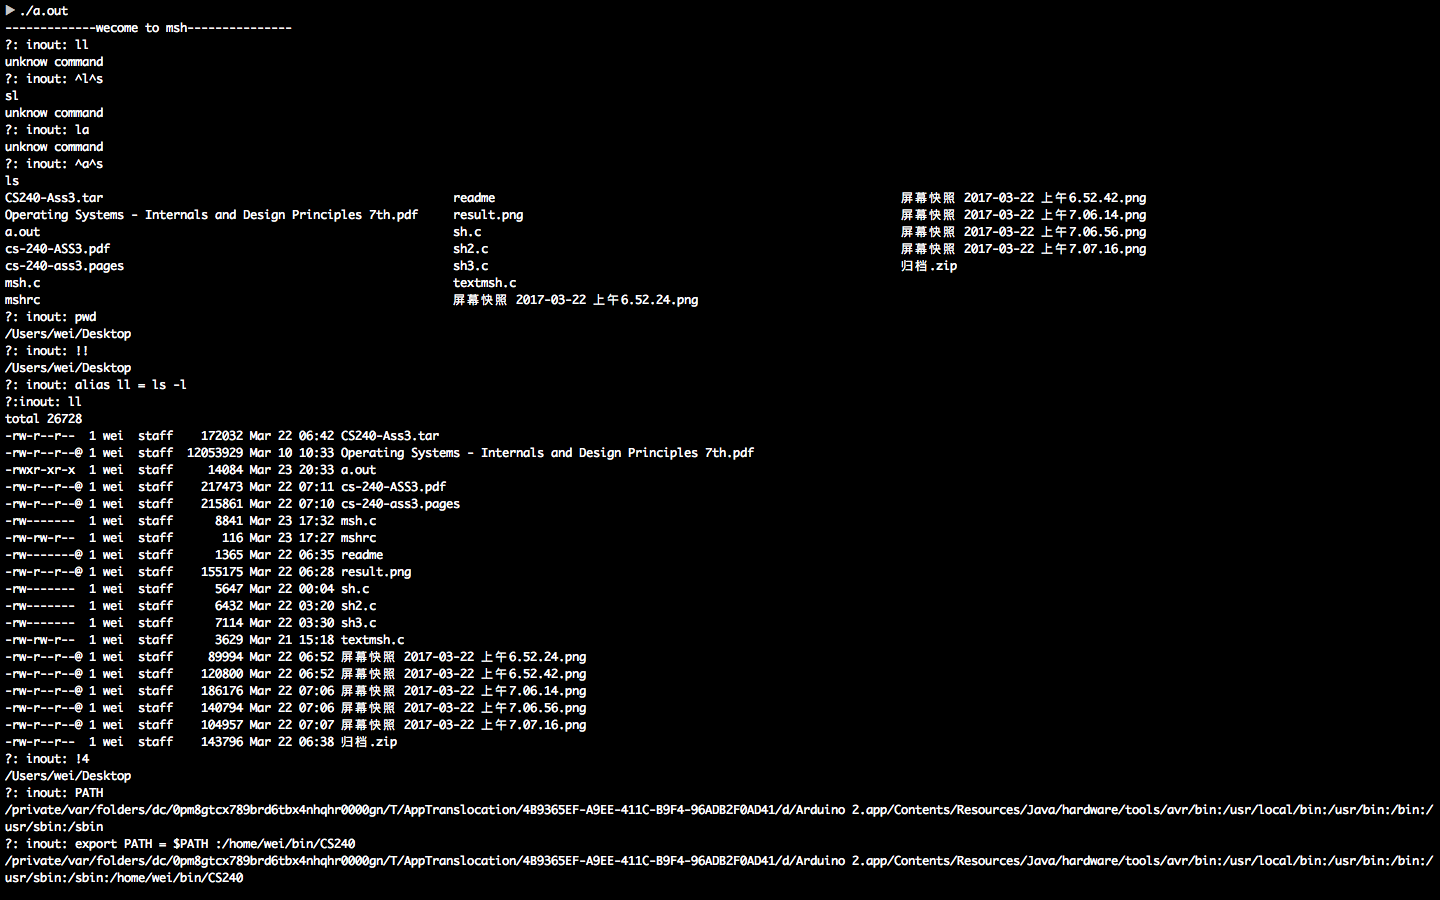 ▶ ./a.out
-------------wecome to msh---------------
?: inout: ll
unknow command
?: inout: ^l^s
sl
unknow command
?: inout: la
unknow command
?: inout: ^a^s
ls
CS240-Ass3.tar readme 屏幕快照 2017-03-22 上午6.52.42.png
Operating Systems - Internals and Design Principles 7th.pdf result.png 屏幕快照 2017-03-22 上午7.06.14.png
a.out sh.c 屏幕快照 2017-03-22 上午7.06.56.png
cs-240-ASS3.pdf sh2.c 屏幕快照 2017-03-22 上午7.07.16.png
cs-240-ass3.pages sh3.c 归档.zip
msh.c textmsh.c
mshrc 屏幕快照 2017-03-22 上午6.52.24.png
?: inout: pwd
/Users/wei/Desktop
?: inout: !!
/Users/wei/Desktop
?: inout: alias ll = ls -l
?:inout: ll
total 26728
-rw-r--r-- 1 wei staff 172032 Mar 22 06:42 CS240-Ass3.tar
-rw-r--r--@ 1 wei staff 12053929 Mar 10 10:33 Operating Systems - Internals and Design Principles 7th.pdf
-rwxr-xr-x 1 wei staff 14084 Mar 23 20:33 a.out
-rw-r--r--@ 1 wei staff 217473 Mar 22 07:11 cs-240-ASS3.pdf
-rw-r--r--@ 1 wei staff 215861 Mar 22 07:10 cs-240-ass3.pages
-rw------- 1 wei staff 8841 Mar 23 17:32 msh.c
-rw-rw-r-- 1 wei staff 116 Mar 23 17:27 mshrc
-rw-------@ 1 wei staff 1365 Mar 22 06:35 readme
-rw-r--r--@ 1 wei staff 155175 Mar 22 06:28 result.png
-rw------- 1 wei staff 5647 Mar 22 00:04 sh.c
-rw------- 1 wei staff 6432 Mar 22 03:20 sh2.c
-rw------- 1 wei staff 7114 Mar 22 03:30 sh3.c
-rw-rw-r-- 1 wei staff 3629 Mar 21 15:18 textmsh.c
-rw-r--r--@ 1 wei staff 89994 Mar 22 06:52 屏幕快照 2017-03-22 上午6.52.24.png
-rw-r--r--@ 1 wei staff 120800 Mar 22 06:52 屏幕快照 2017-03-22 上午6.52.42.png
-rw-r--r--@ 1 wei staff 186176 Mar 22 07:06 屏幕快照 2017-03-22 上午7.06.14.png
-rw-r--r--@ 1 wei staff 140794 Mar 22 07:06 屏幕快照 2017-03-22 上午7.06.56.png
-rw-r--r--@ 1 wei staff 104957 Mar 22 07:07 屏幕快照 2017-03-22 上午7.07.16.png
-rw-r--r-- 1 wei staff 143796 Mar 22 06:38 归档.zip
?: inout: !4
/Users/wei/Desktop
?: inout: PATH
/private/var/folders/dc/0pm8gtcx789brd6tbx4nhqhr0000gn/T/AppTranslocation/4B9365EF-A9EE-411C-B9F4-96ADB2F0AD41/d/Arduino 2.app/Contents/Resources/Java/hardware/tools/avr/bin:/usr/local/bin:/usr/bin:/bin:/
usr/sbin:/sbin
?: inout: export PATH = $PATH :/home/wei/bin/CS240
/private/var/folders/dc/0pm8gtcx789brd6tbx4nhqhr0000gn/T/AppTranslocation/4B9365EF-A9EE-411C-B9F4-96ADB2F0AD41/d/Arduino 2.app/Contents/Resources/Java/hardware/tools/avr/bin:/usr/local/bin:/usr/bin:/bin:/
usr/sbin:/sbin:/home/wei/bin/CS240